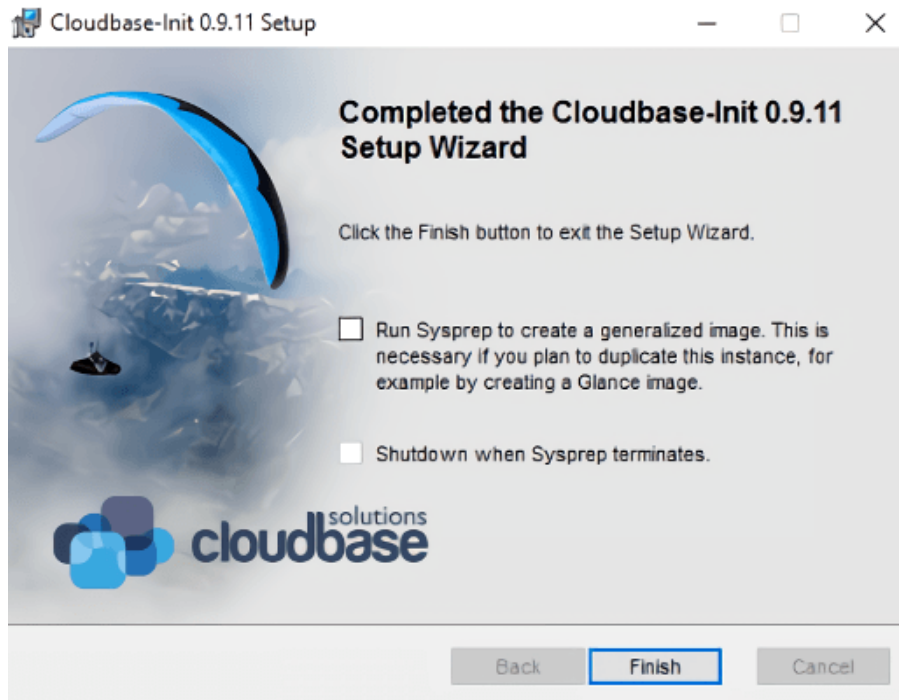 Cloudbase-Init 0.9.11 Setup
Completed the Cloudbase-Init 0.9.11
Setup Wizard
Click the Finish button to exit the Setup Wizard.
Run Sysprep to create a generalized image. This is
necessary if you plan to duplicate this instance, for
example by creating a Glance image.
Shutdown when Sysprep terminates.
solutions
cloudbase
Back
Finish
Cancel